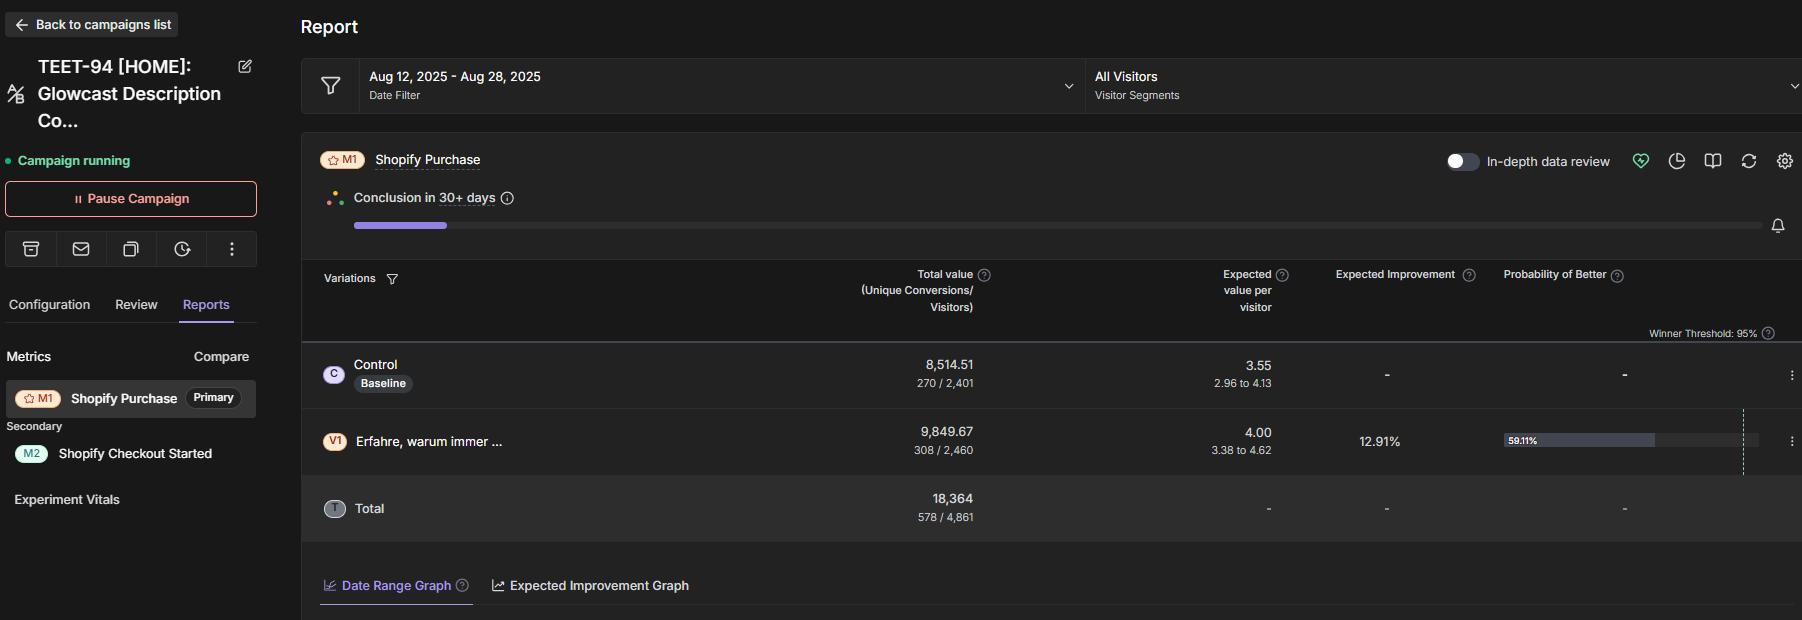 Back to campaigns list
TEET-94 [HOME]:
Glowcast Description
Co...
Campaign running
Pause Campaign
Configuration
Review
Reports
Metrics
Compare
M1
Shopify Purchase
Primary
Secondary
M2
Shopify Checkout Started
Experiment Vitals
Report
Aug 12, 2025 - Aug 28, 2025
Date Filter
All Visitors
Visitor Segments
M1
Shopify Purchase
In-depth data review
Conclusion in 30+ days
Variations
Total value
(Unique Conversions/
Visitors)
Expected
value per
visitor
Expected Improvement
Probability of Better
Winner Threshold: 95%
C
Control
Baseline
8,514.51
270 / 2,401
3.55
2.96 to 4.13
-
-
V1
Erfahre, warum immer ...
9,849.67
308 / 2,460
4.00
3.38 to 4.62
12.91%
59.11%
T
Total
18,364
578 / 4,861
-
-
-
Date Range Graph
Expected Improvement Graph